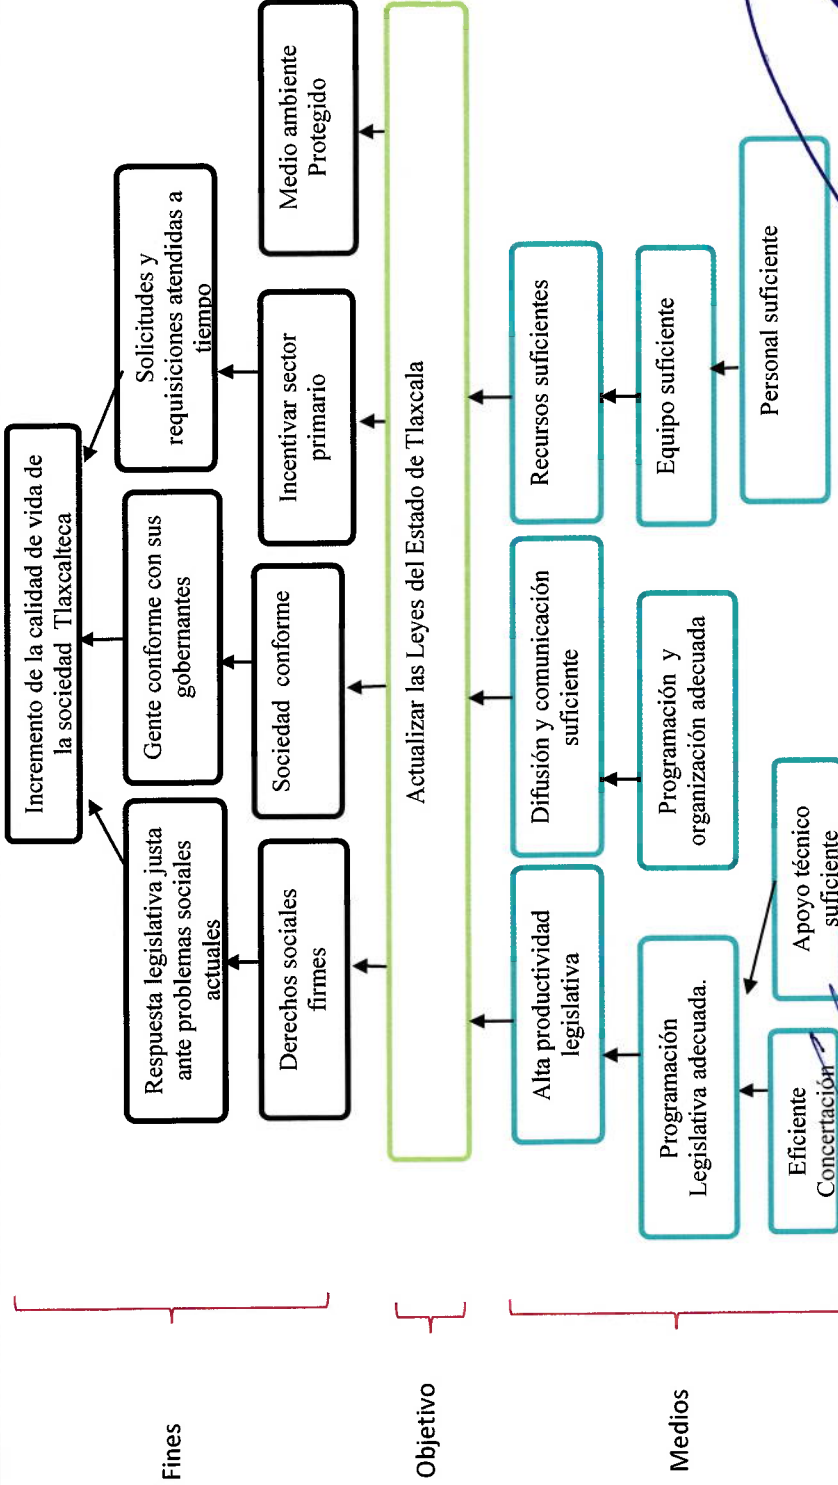 Fines
Incremento de la calidad de vida de
la sociedad Tlaxcalteca
Respuesta legislativa justa
ante problemas sociales
actuales
Gente conforme con sus
gobernantes
Solicitudes y
requisiciones atendidas a
tiempo
Derechos sociales
firmes
Sociedad conforme
Incentivar sector
primario
Medio ambiente
Protegido
Objetivo
Actualizar las Leyes del Estado de Tlaxcala
Medios
Alta productividad
legislativa
Difusión y comunicación
suficiente
Recursos suficientes
Programación
Legislativa adecuada.
Programación y
organización adecuada
Equipo suficiente
Eficiente
Concertación
Apoyo técnico
suficiente
Personal suficiente